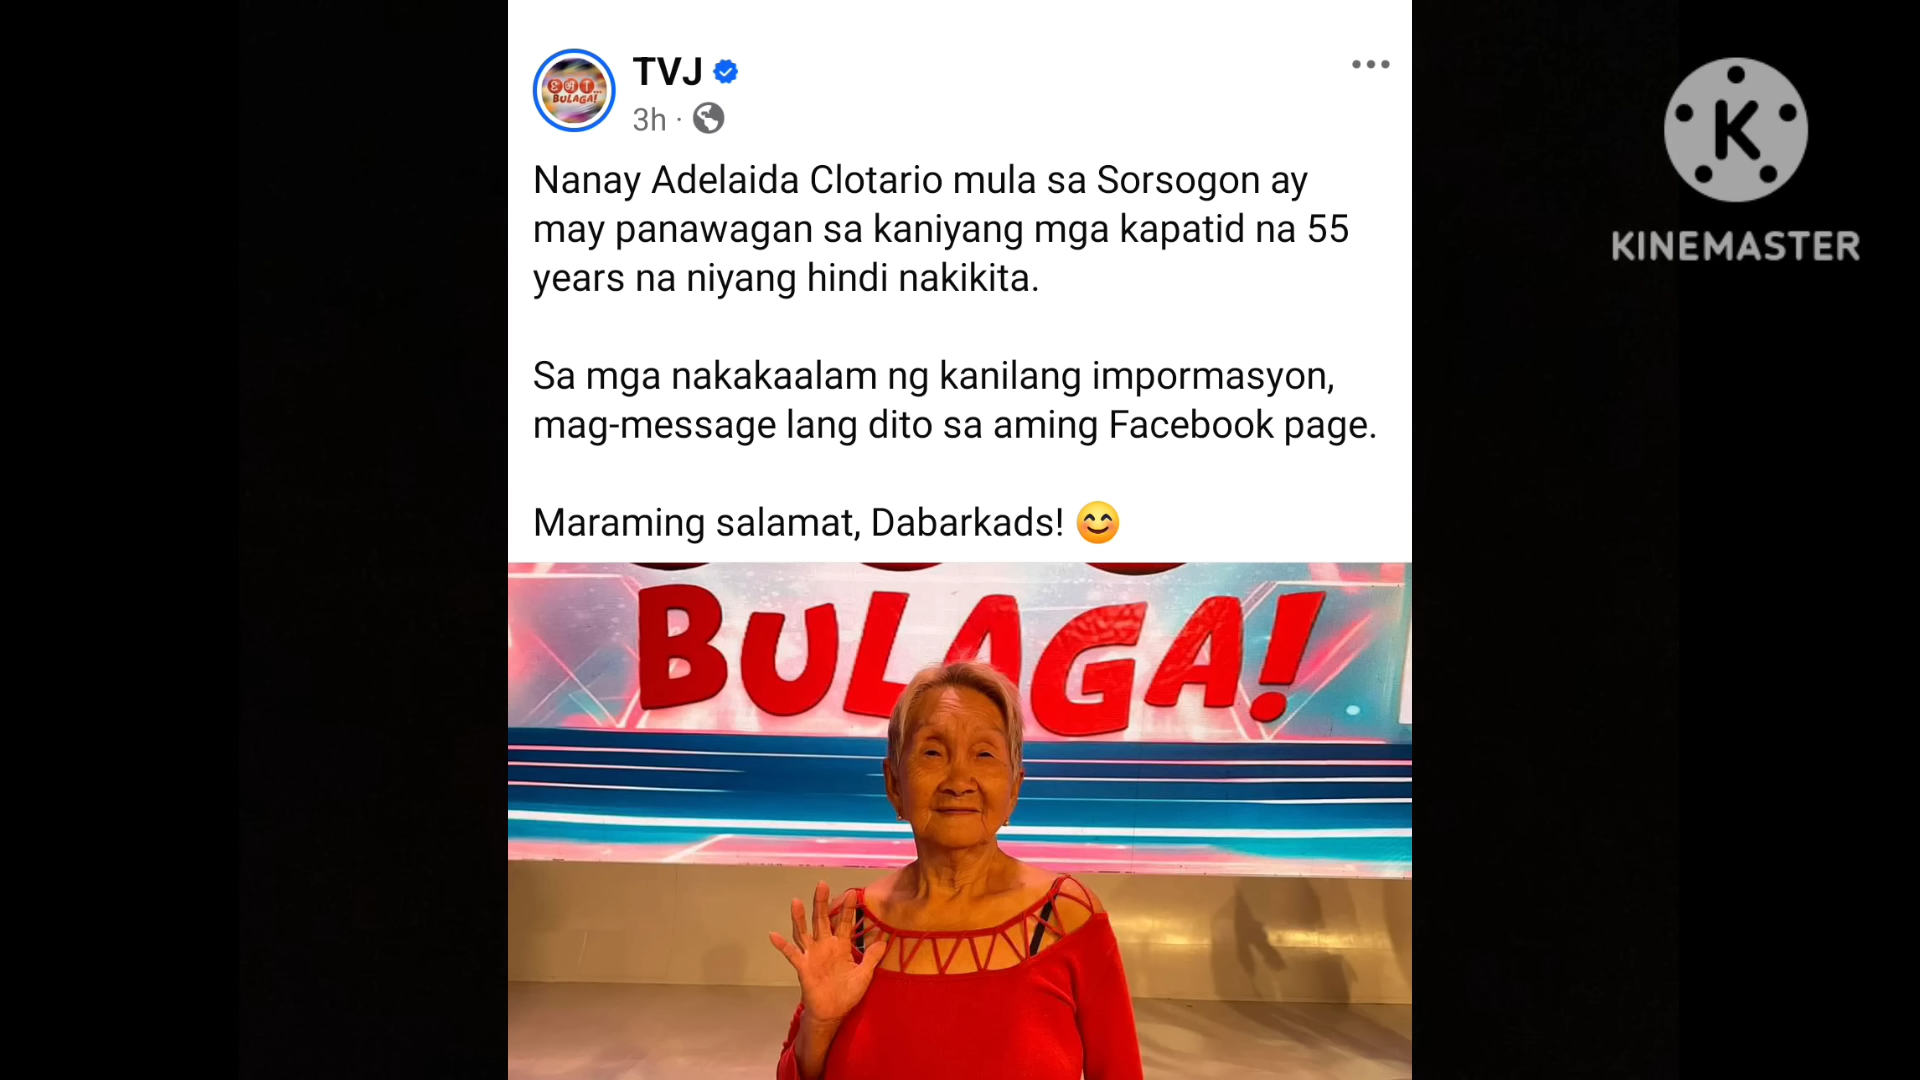 TVJ
3h ·
Nanay Adelaida Clotario mula sa Sorsogon ay
may panawagan sa kaniyang mga kapatid na 55
years na niyang hindi nakikita.
Sa mga nakakaalam ng kanilang impormasyon,
mag-message lang dito sa aming Facebook page.
Maraming salamat, Dabarkads! 😊
EAT...
BULAGA!
BULAGA!
K
KINEMASTER